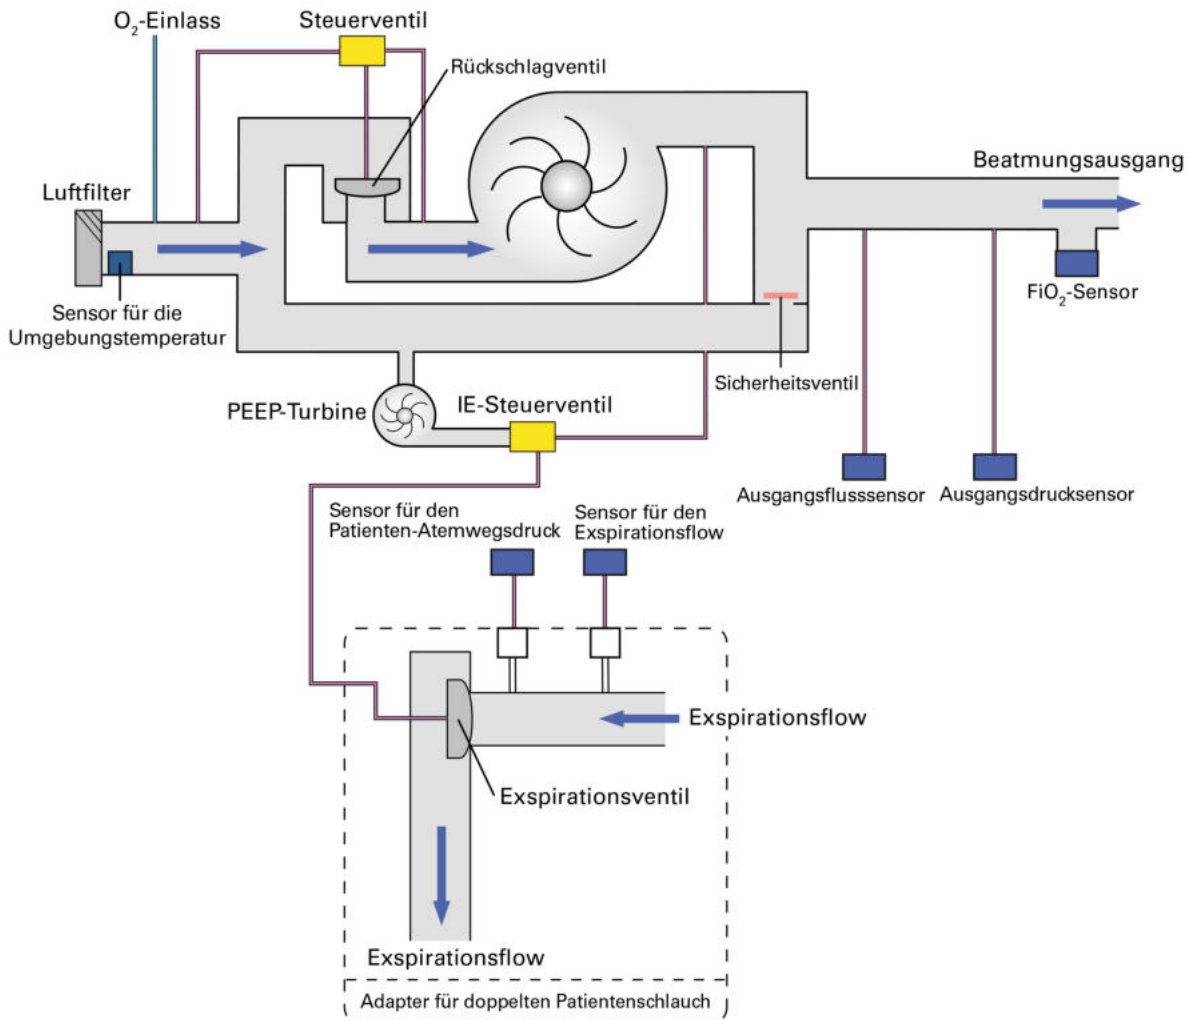 O₂-Einlass
Steuerventil
Rückschlagventil
Beatmungsausgang
Luftfilter
Sensor für die
Umgebungstemperatur
FiO₂-Sensor
Sicherheitsventil
PEEP-Turbine
IE-Steuerventil
Ausgangsflusssensor
Ausgangsdrucksensor
Sensor für den
Patienten-Atemwegsdruck
Sensor für den
Exspirationsflow
Exspirationsflow
Exspirationsventil
Exspirationsflow
Adapter für doppelten Patientenschlauch